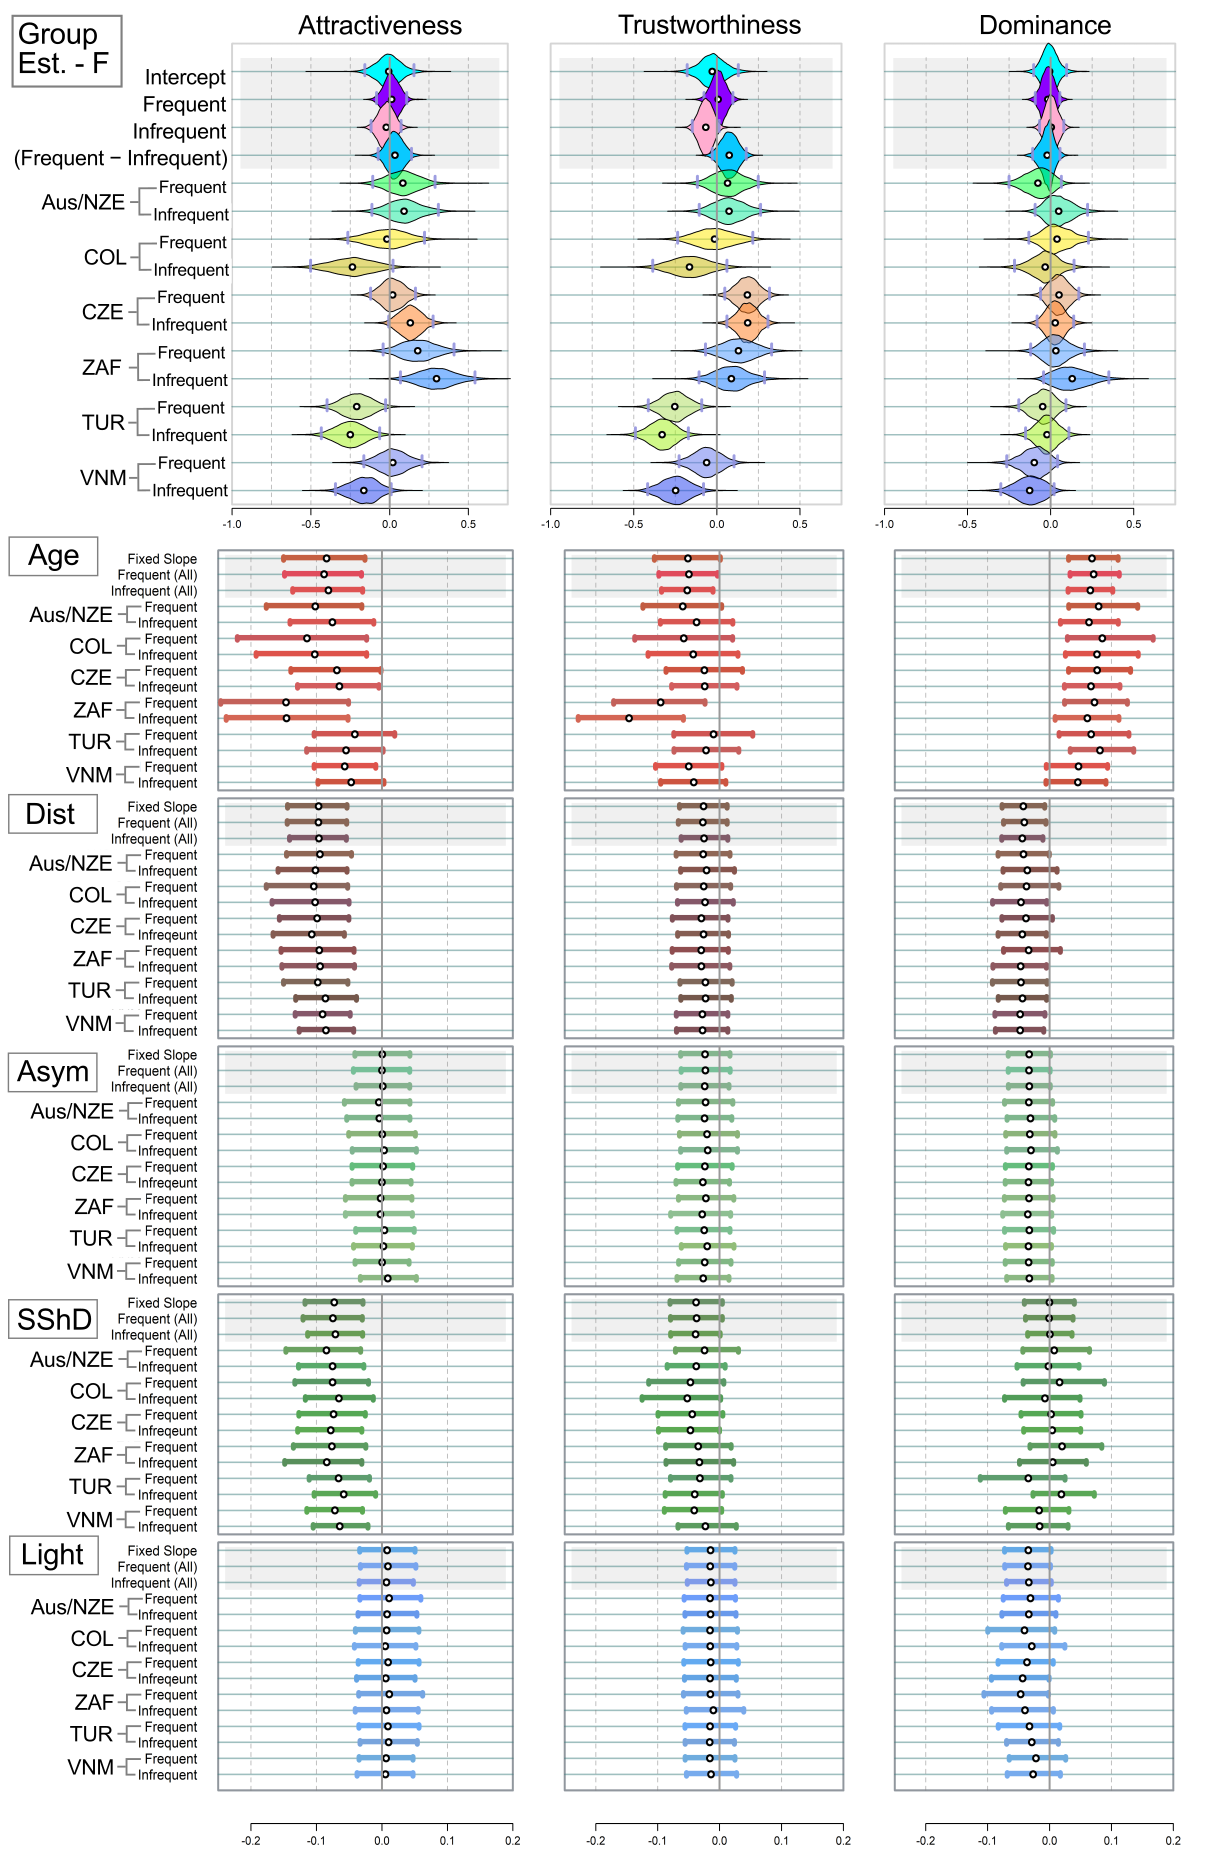 Group
Est. - F
Attractiveness Trustworthiness Dominance
Intercept
Frequent
Infrequent
(Frequent − Infrequent)
Aus/NZE
Frequent
Infrequent
COL
Frequent
Infrequent
CZE
Frequent
Infrequent
ZAF
Frequent
Infrequent
TUR
Frequent
Infrequent
VNM
Frequent
Infrequent
-1.0 -0.5 0.0 0.5 -1.0 -0.5 0.0 0.5 -1.0 -0.5 0.0 0.5
Age
Fixed Slope
Frequent (All)
Infrequent (All)
Aus/NZE
Frequent
Infrequent
COL
Frequent
Infrequent
CZE
Frequent
Infreqeunt
ZAF
Frequent
Infrequent
TUR
Frequent
Infrequent
VNM
Frequent
Infrequent
Dist
Fixed Slope
Frequent (All)
Infrequent (All)
Aus/NZE
Frequent
Infrequent
COL
Frequent
Infrequent
CZE
Frequent
Infreqeunt
ZAF
Frequent
Infrequent
TUR
Frequent
Infrequent
VNM
Frequent
Infrequent
Asym
Fixed Slope
Frequent (All)
Infrequent (All)
Aus/NZE
Frequent
Infrequent
COL
Frequent
Infrequent
CZE
Frequent
Infreqeunt
ZAF
Frequent
Infrequent
TUR
Frequent
Infrequent
VNM
Frequent
Infrequent
SShD
Fixed Slope
Frequent (All)
Infrequent (All)
Aus/NZE
Frequent
Infrequent
COL
Frequent
Infrequent
CZE
Frequent
Infreqeunt
ZAF
Frequent
Infrequent
TUR
Frequent
Infrequent
VNM
Frequent
Infrequent
Light
Fixed Slope
Frequent (All)
Infrequent (All)
Aus/NZE
Frequent
Infrequent
COL
Frequent
Infrequent
CZE
Frequent
Infreqeunt
ZAF
Frequent
Infrequent
TUR
Frequent
Infrequent
VNM
Frequent
Infrequent
-0.2 -0.1 0.0 0.1 0.2 -0.2 -0.1 0.0 0.1 0.2 -0.2 -0.1 0.0 0.1 0.2